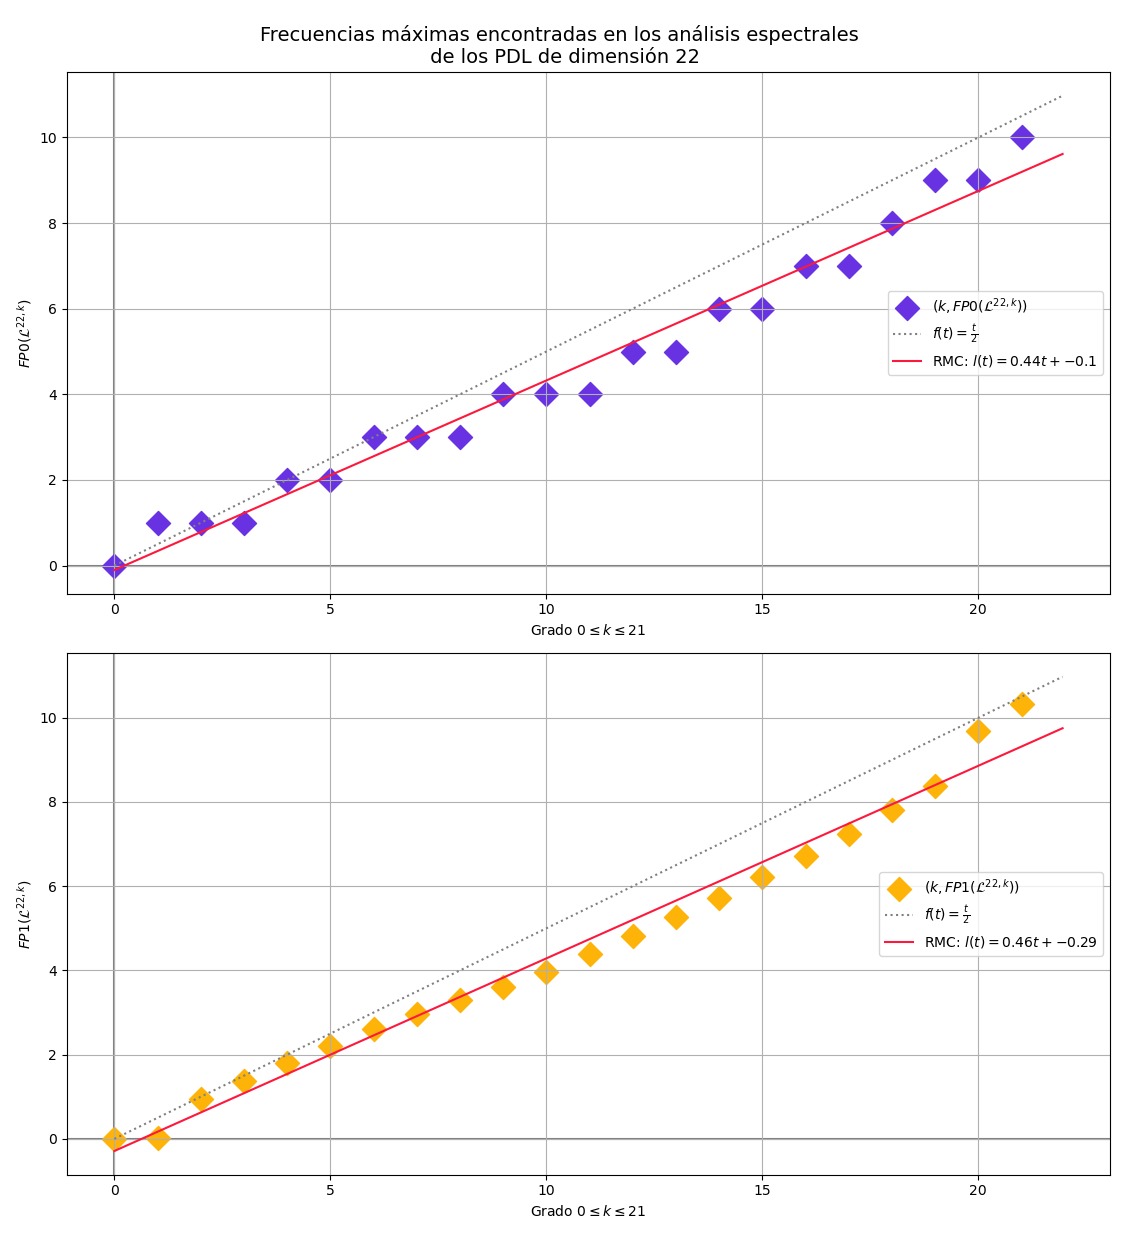 Frecuencias máximas encontradas en los análisis espectrales
de los PDL de dimensión 22
10
8
6
4
2
0
FP0(ℒ^{22,k})
(k, FP0(ℒ^{22,k}))
f(t) = t/2
RMC: l(t) = 0.44t + −0.1
0 5 10 15 20
Grado 0 ≤ k ≤ 21
10
8
6
4
2
0
FP1(ℒ^{22,k})
(k, FP1(ℒ^{22,k}))
f(t) = t/2
RMC: l(t) = 0.46t + −0.29
0 5 10 15 20
Grado 0 ≤ k ≤ 21